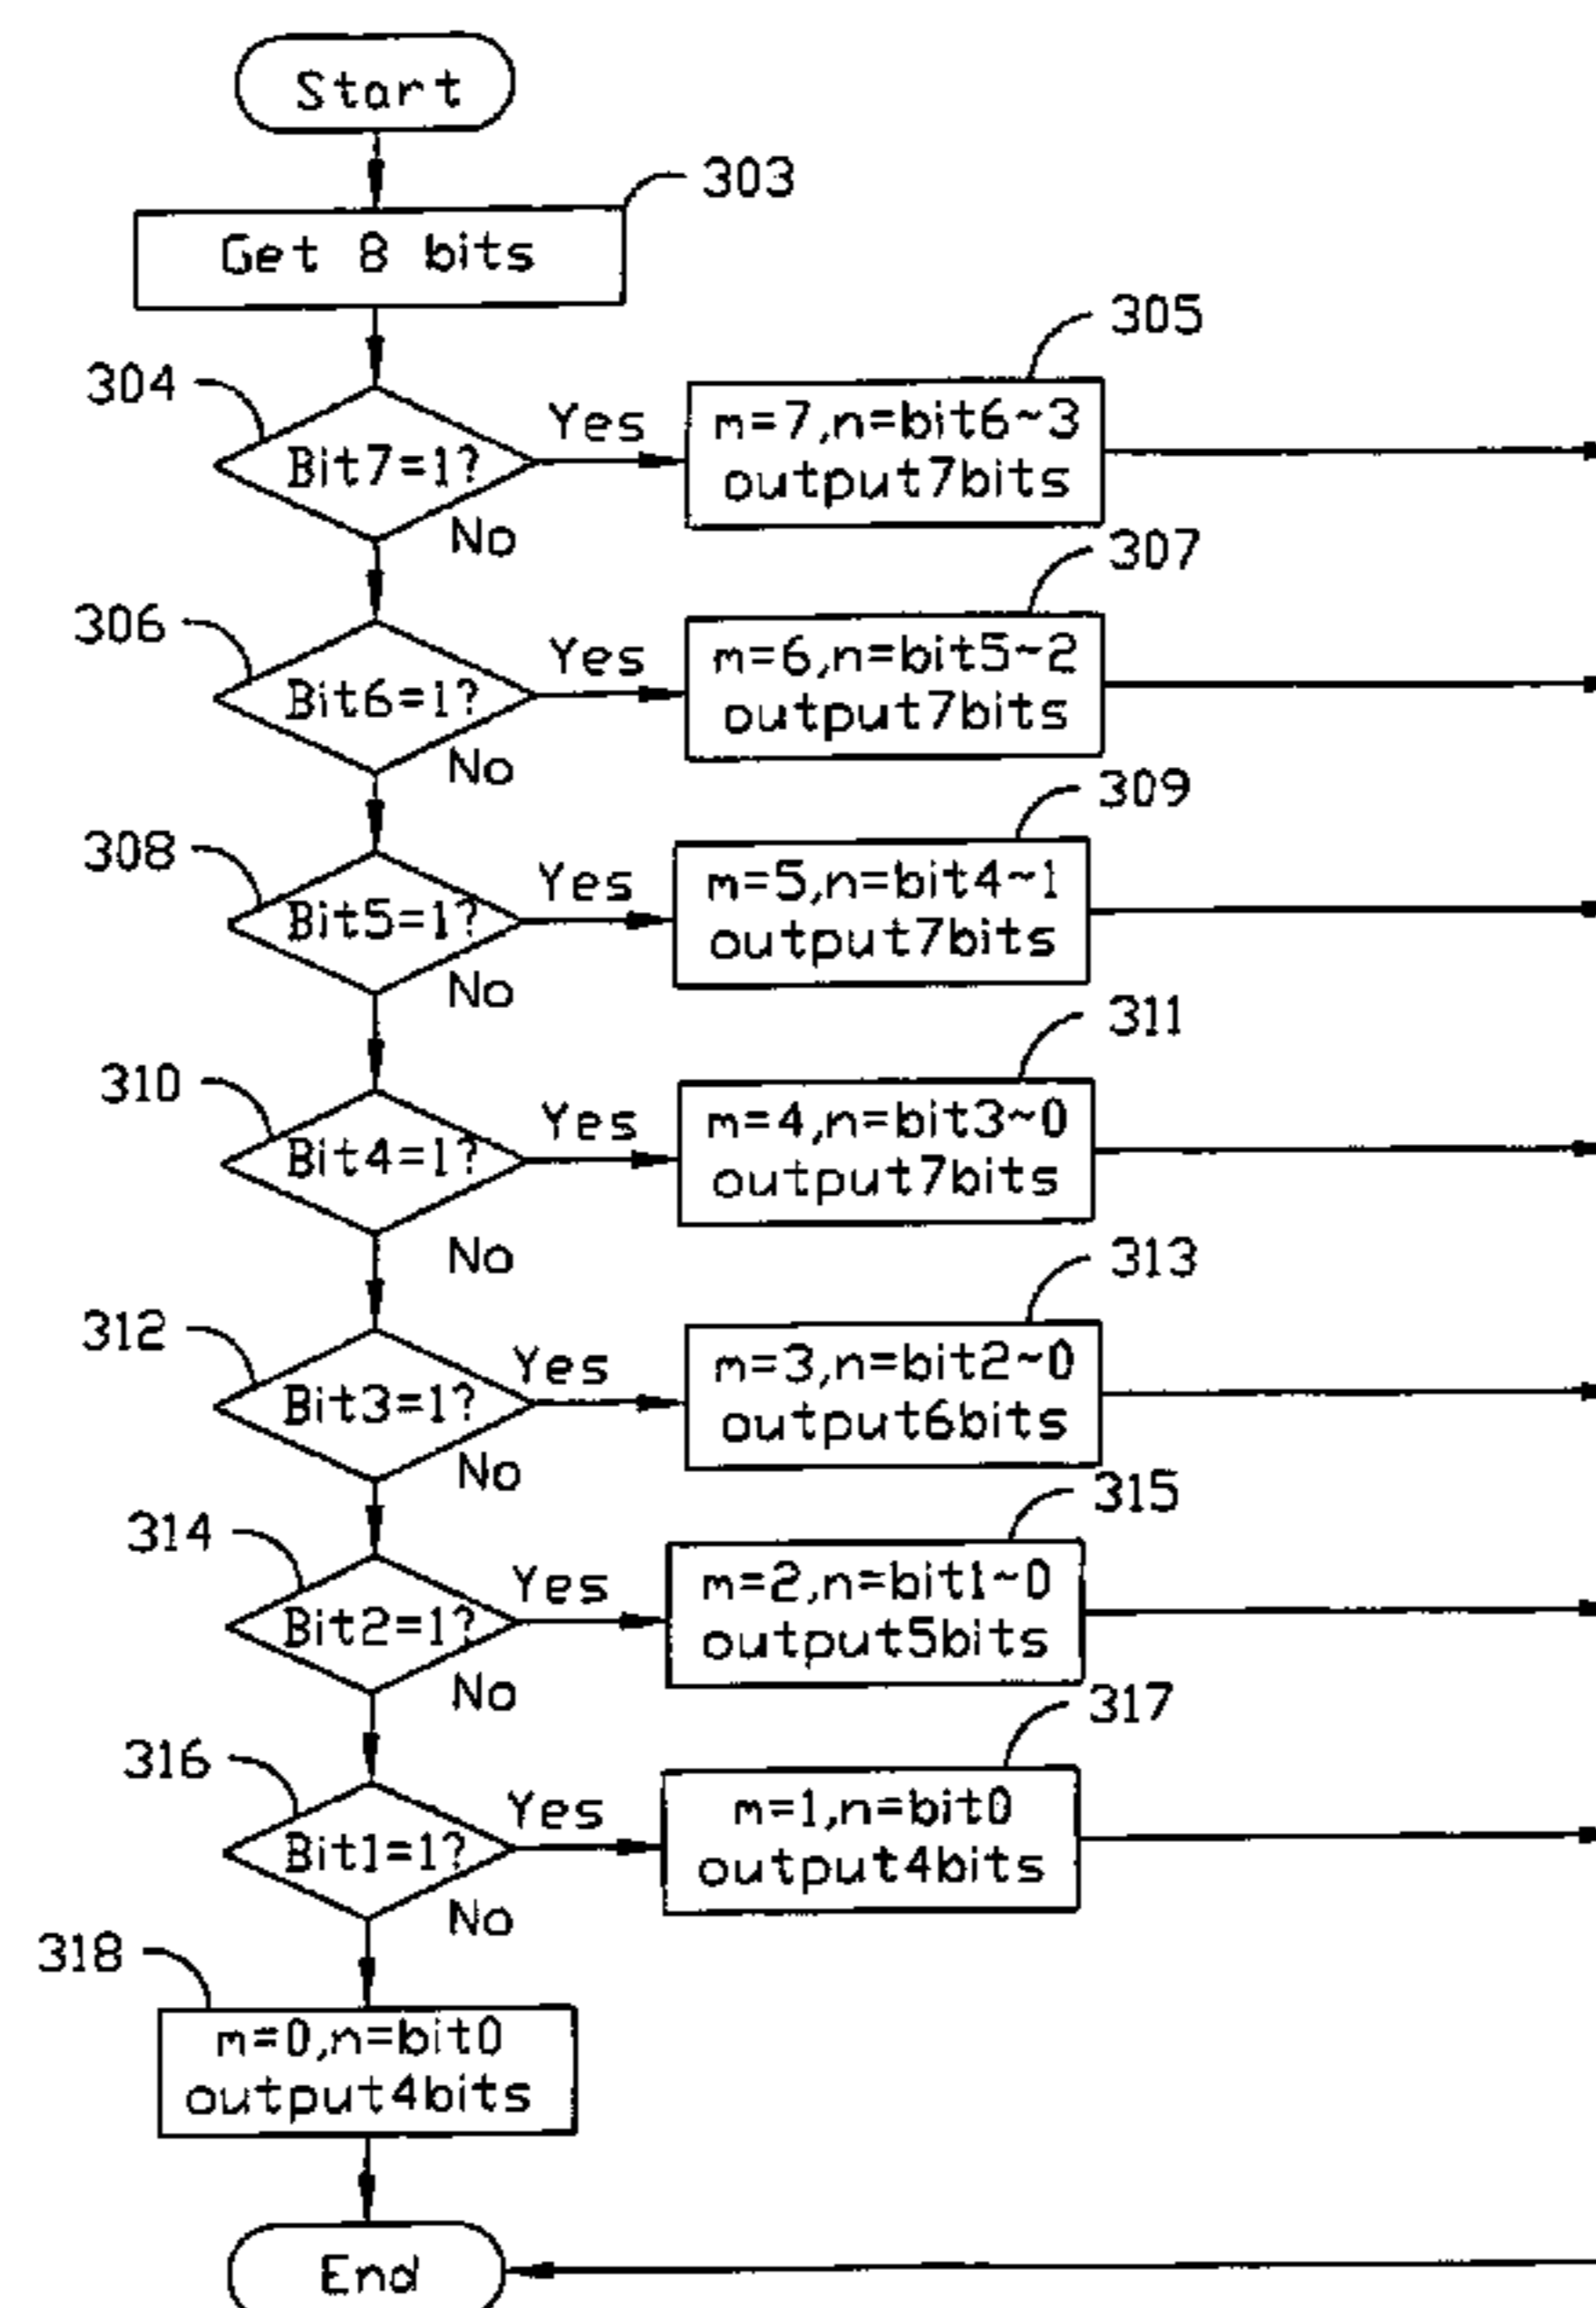 Start
303
Get 8 bits
305
304
Bit7=1?
Yes
m=7,n=bit6~3
output7bits
No
307
306
Bit6=1?
Yes
m=6,n=bit5~2
output7bits
No
309
308
Bit5=1?
Yes
m=5,n=bit4~1
output7bits
No
311
310
Bit4=1?
Yes
m=4,n=bit3~0
output7bits
No
313
312
Bit3=1?
Yes
m=3,n=bit2~0
output6bits
No
315
314
Bit2=1?
Yes
m=2,n=bit1~0
output5bits
No
317
316
Bit1=1?
Yes
m=1,n=bit0
output4bits
No
318
m=0,n=bit0
output4bits
End